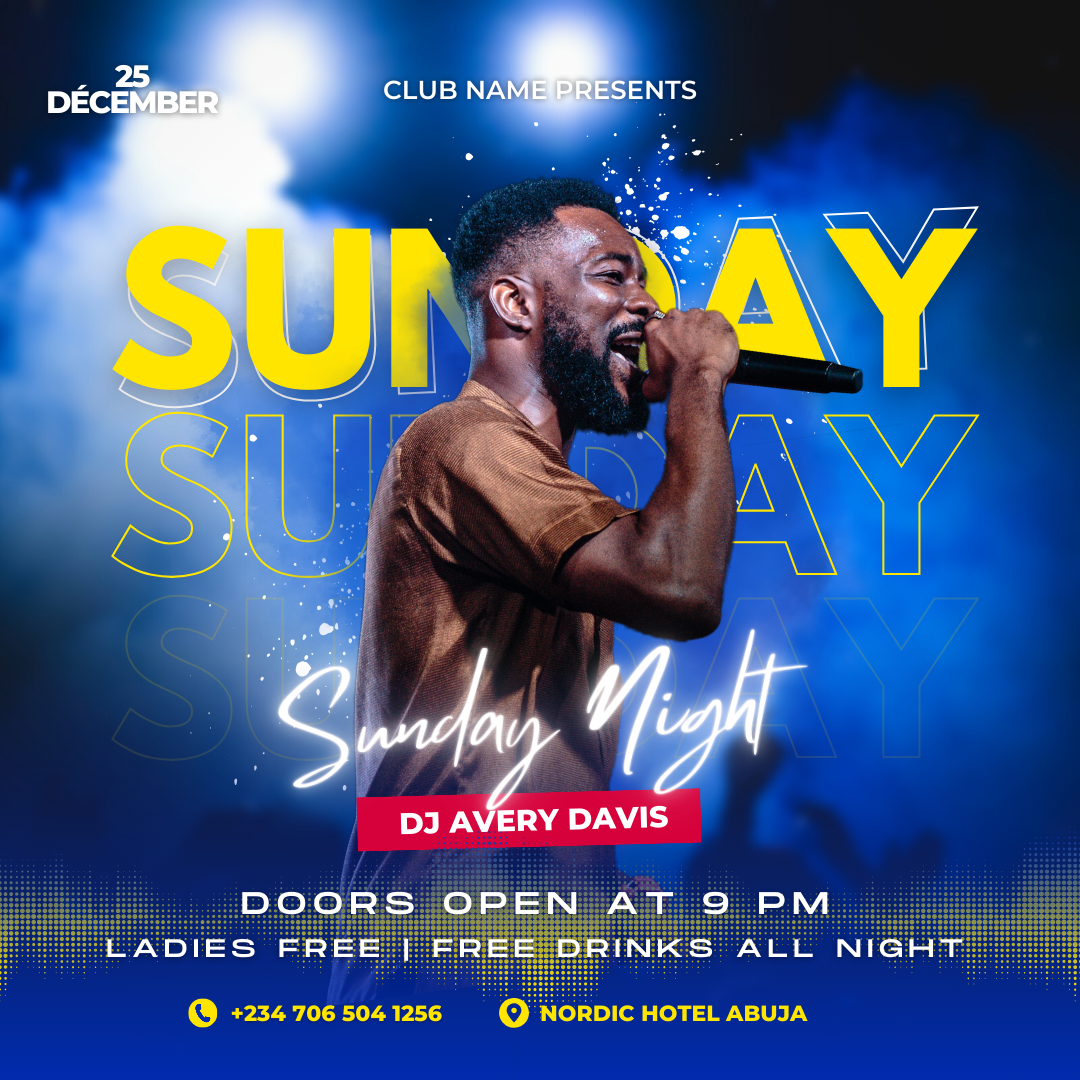 25
DÉCEMBER
CLUB NAME PRESENTS
SUNDAY
SUNDAY
SUNDAY
Sunday Night
DJ AVERY DAVIS
DOORS OPEN AT 9 PM
LADIES FREE | FREE DRINKS ALL NIGHT
+234 706 504 1256
NORDIC HOTEL ABUJA